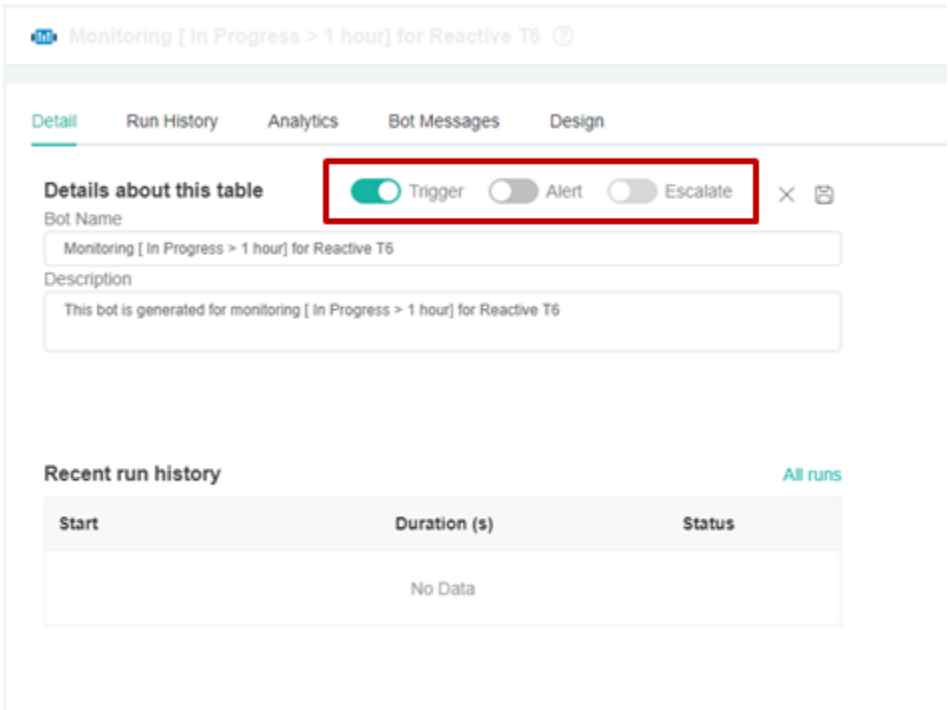 Monitoring [ In Progress > 1 hour] for Reactive T6
Detail Run History Analytics Bot Messages Design
Details about this table Trigger Alert Escalate
Bot Name
Monitoring [ In Progress > 1 hour] for Reactive T6
Description
This bot is generated for monitoring [ In Progress > 1 hour] for Reactive T6
Recent run history All runs
Start Duration (s) Status
No Data